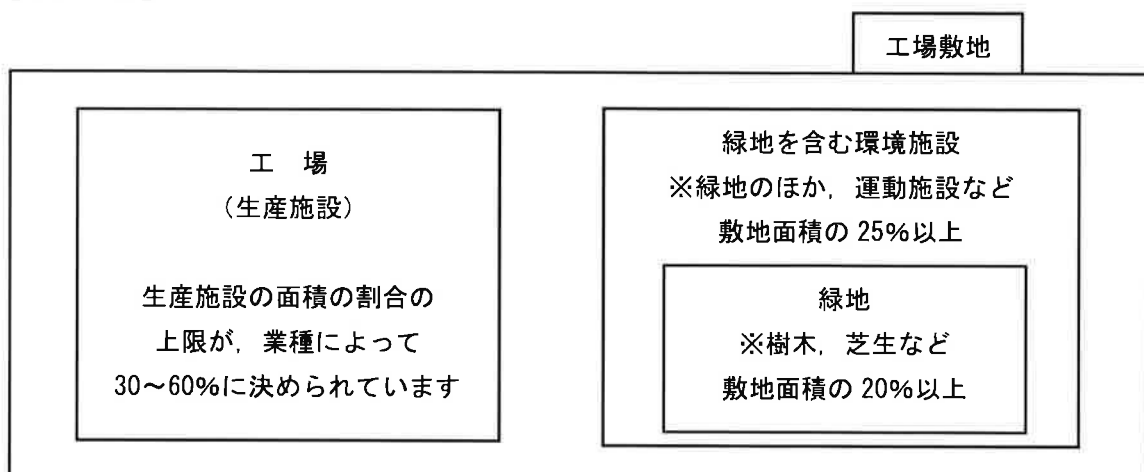 工場敷地
工　場
（生産施設）
生産施設の面積の割合の
上限が，業種によって
30～60%に決められています
緑地を含む環境施設
※緑地のほか，運動施設など
敷地面積の 25%以上
緑地
※樹木，芝生など
敷地面積の 20%以上